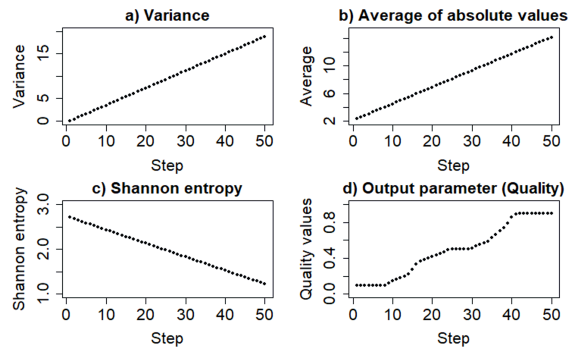 a) Variance
b) Average of absolute values
Variance
0 5 15
0 10 20 30 40 50
Step
Average
2 6 10
0 10 20 30 40 50
Step
c) Shannon entropy
d) Output parameter (Quality)
Shannon entropy
1.0 2.0 3.0
0 10 20 30 40 50
Step
Quality values
0.0 0.4 0.8
0 10 20 30 40 50
Step